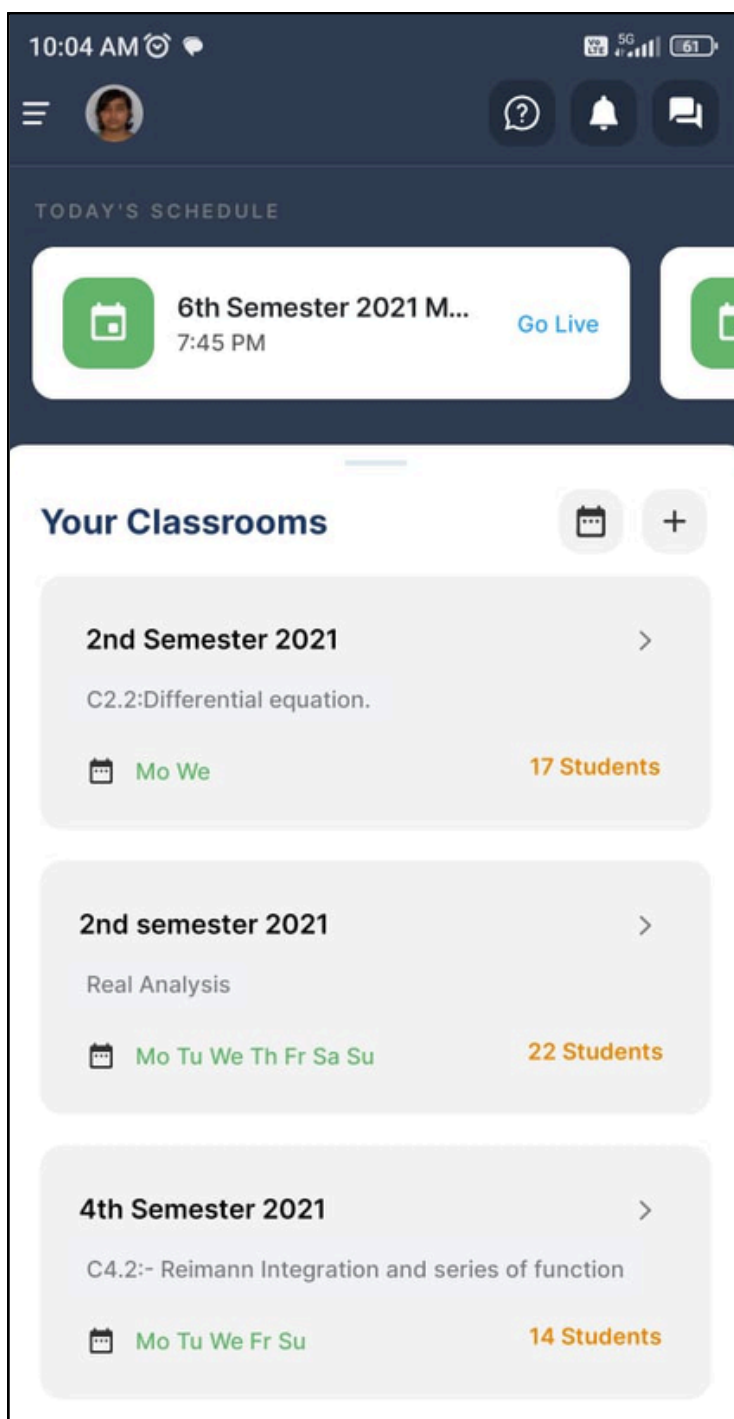 10:04 AM
Vo LTE 5G 61
TODAY'S SCHEDULE
6th Semester 2021 M...
7:45 PM
Go Live
Your Classrooms
2nd Semester 2021
C2.2:Differential equation.
Mo We
17 Students
2nd semester 2021
Real Analysis
Mo Tu We Th Fr Sa Su
22 Students
4th Semester 2021
C4.2:- Reimann Integration and series of function
Mo Tu We Fr Su
14 Students